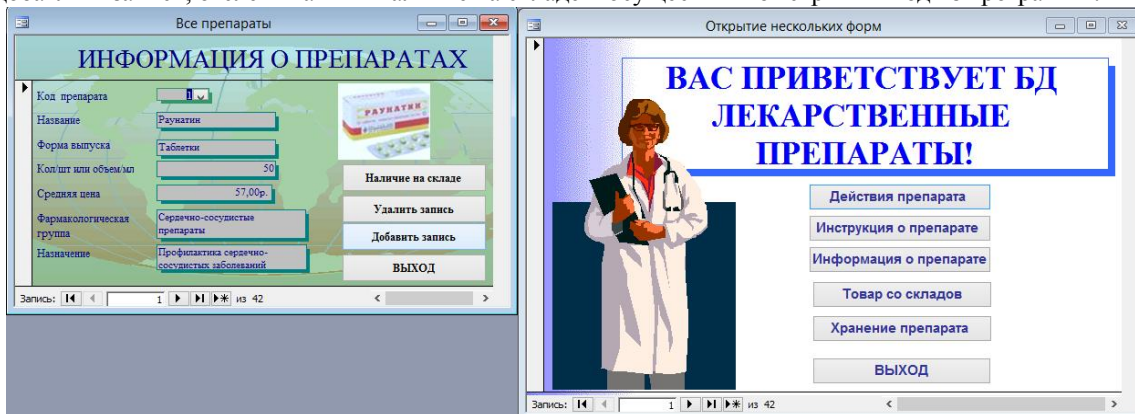 Все препараты
ИНФОРМАЦИЯ О ПРЕПАРАТАХ
Код препарата 1
Название Раунатин
Форма выпуска Таблетки
Кол/шт или объем/мл 50
Средняя цена 57,00р.
Фармакологическая группа Сердечно-сосудистые препараты
Назначение Профилактика сердечно-сосудистых заболеваний
РАУНАТИН
Наличие на складе
Удалить запись
Добавить запись
ВЫХОД
Запись: 1 из 42
Открытие нескольких форм
ВАС ПРИВЕТСТВУЕТ БД
ЛЕКАРСТВЕННЫЕ
ПРЕПАРАТЫ!
Действия препарата
Инструкция о препарате
Информация о препарате
Товар со складов
Хранение препарата
ВЫХОД
Запись: 1 из 42